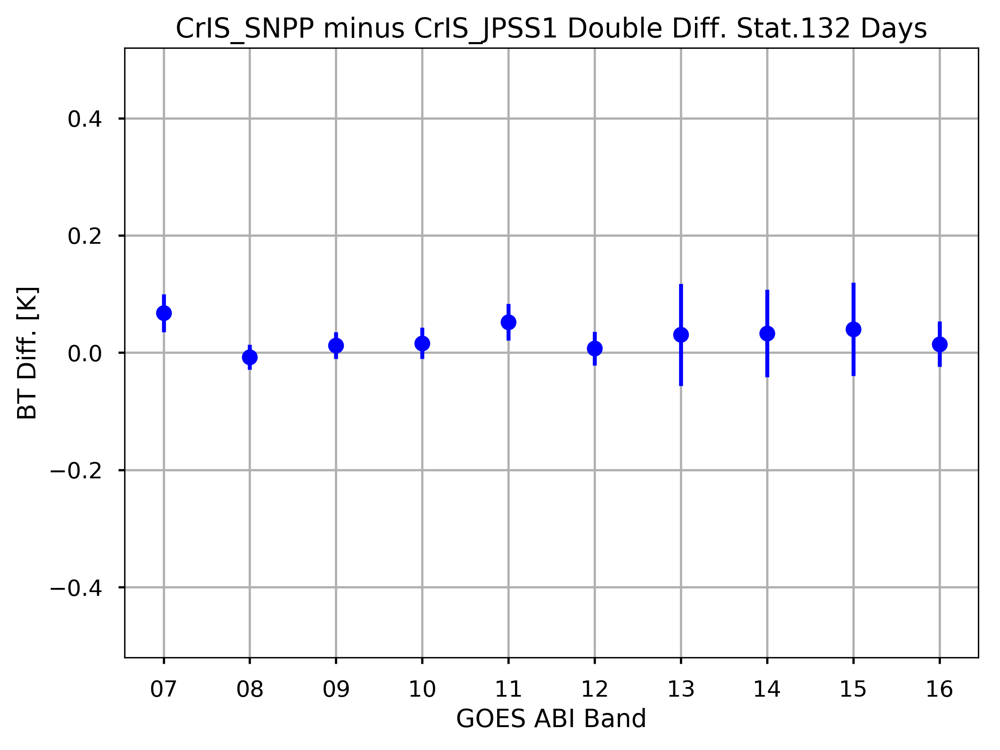 CrIS_SNPP minus CrIS_JPSS1 Double Diff. Stat.132 Days
BT Diff. [K]
0.4
0.2
0.0
−0.2
−0.4
07 08 09 10 11 12 13 14 15 16
GOES ABI Band